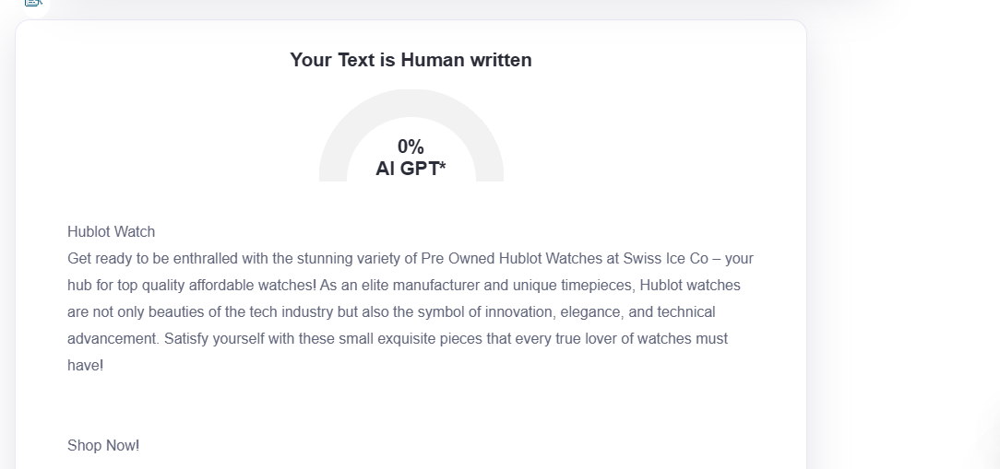 Your Text is Human written
0%
AI GPT*
Hublot Watch
Get ready to be enthralled with the stunning variety of Pre Owned Hublot Watches at Swiss Ice Co – your
hub for top quality affordable watches! As an elite manufacturer and unique timepieces, Hublot watches
are not only beauties of the tech industry but also the symbol of innovation, elegance, and technical
advancement. Satisfy yourself with these small exquisite pieces that every true lover of watches must
have!
Shop Now!